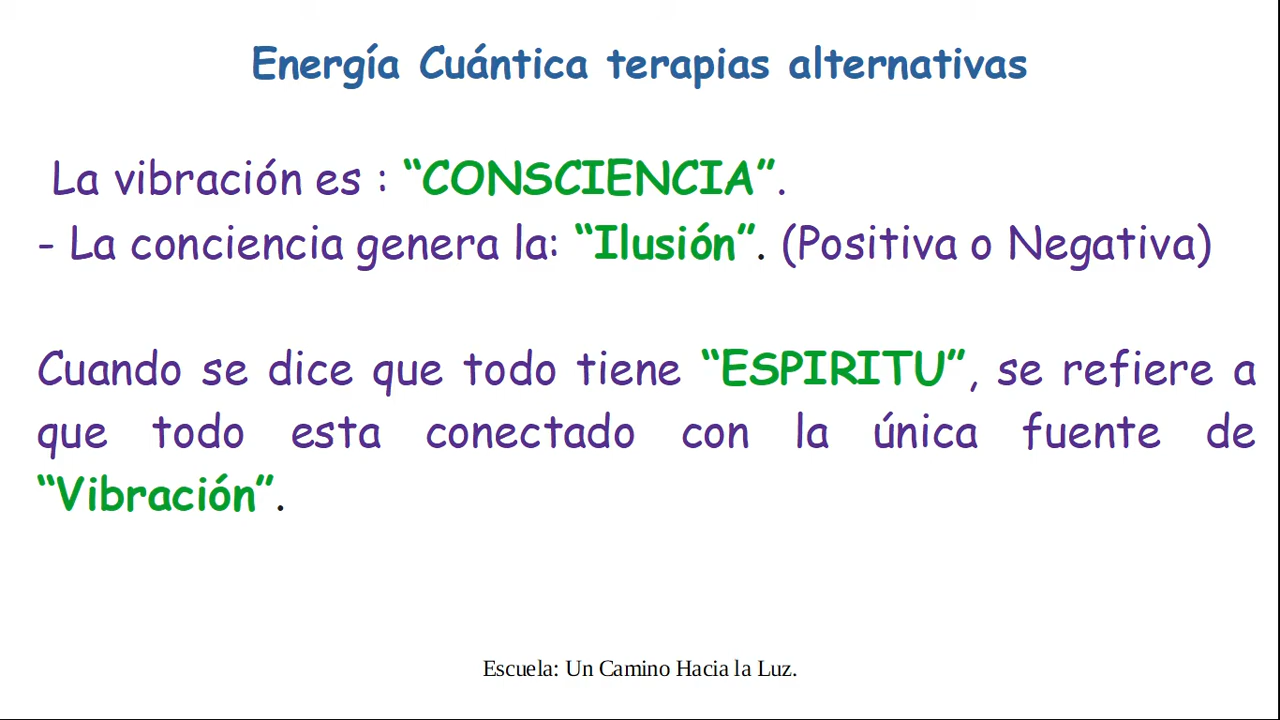 Energía Cuántica terapias alternativas
La vibración es : “CONSCIENCIA”.
- La conciencia genera la: “Ilusión”. (Positiva o Negativa)
Cuando se dice que todo tiene “ESPIRITU”, se refiere a
que todo esta conectado con la única fuente de
“Vibración”.
Escuela: Un Camino Hacia la Luz.